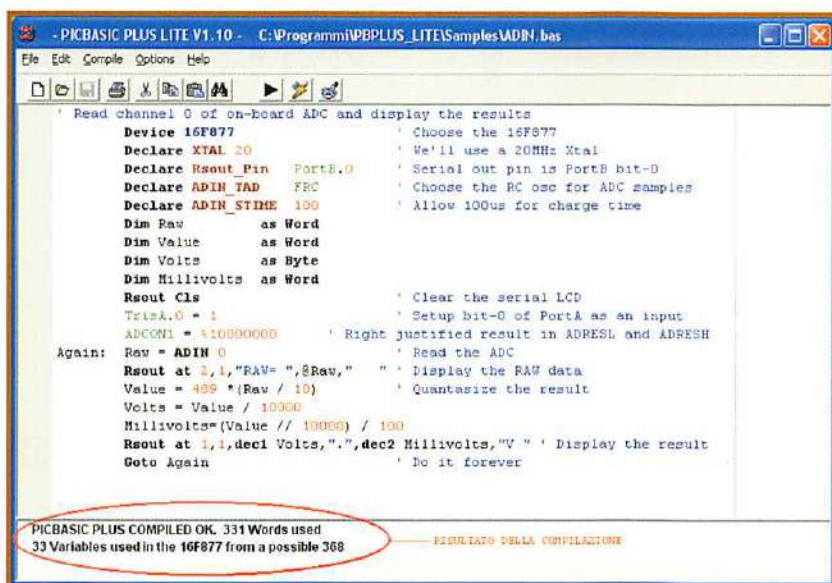 - PICBASIC PLUS LITE V1.10 - C:\Programmi\PBPLUS_LITE\Samples\ADIN.bas
File Edit Compile Options Help
' Read channel 0 of on-board ADC and display the results
Device 16F877 ' Choose the 16F877
Declare XTAL 20 ' We'll use a 20MHz Xtal
Declare Rsout_Pin PortB.0 ' Serial out pin is PortB bit-0
Declare ADIN_TAD FRC ' Choose the RC osc for ADC samples
Declare ADIN_STIME 100 ' Allow 100us for charge time
Dim Raw as Word
Dim Value as Word
Dim Volts as Byte
Dim Millivolts as Word
Rsout Cls ' Clear the serial LCD
TrisA.0 = 1 ' Setup bit-0 of PortA as an input
ADCON1 = %10000000 ' Right justified result in ADRESL and ADRESH
Again: Raw = ADIN 0 ' Read the ADC
Rsout at 2,1,"RAW= ",@Raw," " ' Display the RAW data
Value = 489 *(Raw / 10) ' Quantasize the result
Volts = Value / 10000
Millivolts=(Value // 10000) / 100
Rsout at 1,1,dec1 Volts,".",dec2 Millivolts,"V " ' Display the result
Goto Again ' Do it forever
PICBASIC PLUS COMPILED OK. 331 Words used
33 Variables used in the 16F877 from a possible 368
RISULTATO DELLA COMPILAZIONE